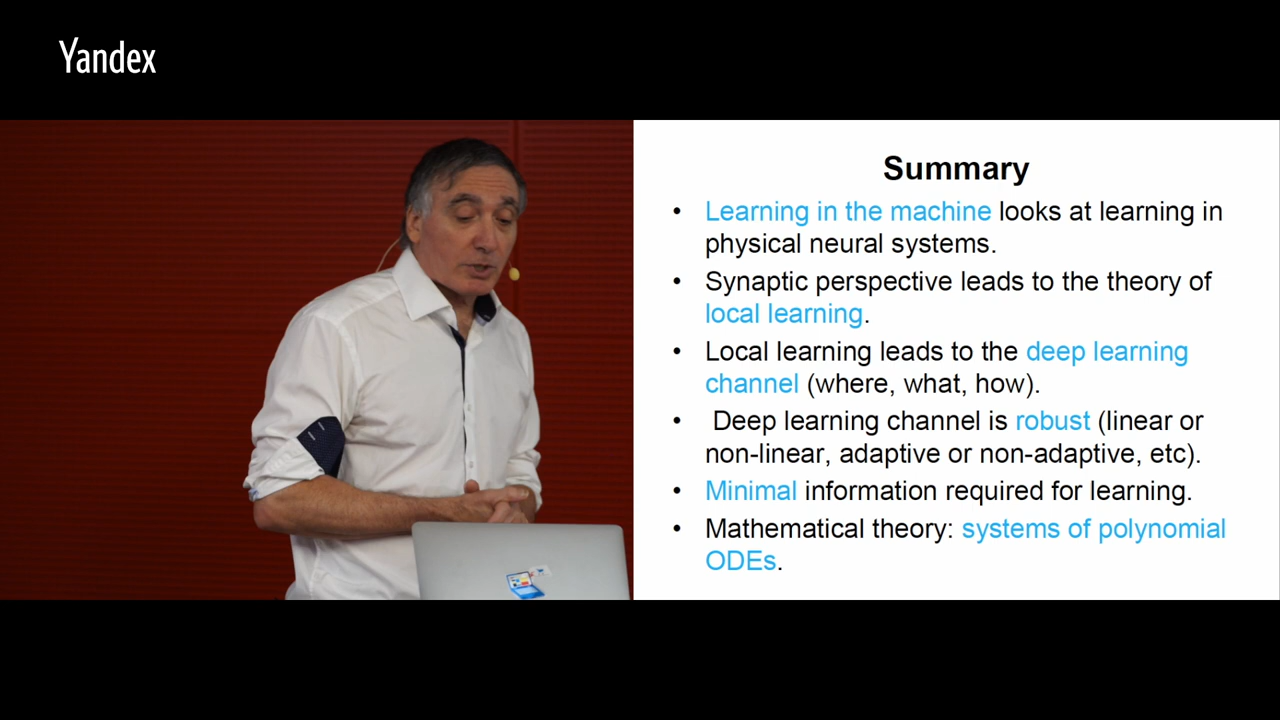 Yandex
Summary
• Learning in the machine looks at learning in
physical neural systems.
• Synaptic perspective leads to the theory of
local learning.
• Local learning leads to the deep learning
channel (where, what, how).
• Deep learning channel is robust (linear or
non-linear, adaptive or non-adaptive, etc).
• Minimal information required for learning.
• Mathematical theory: systems of polynomial
ODEs.